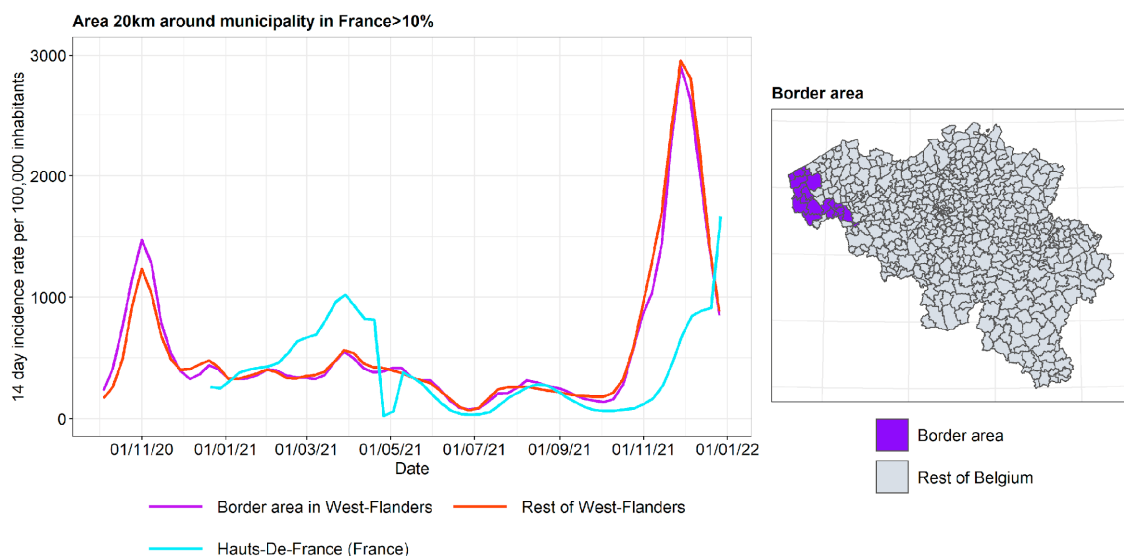 Area 20km around municipality in France>10%
14 day incidence rate per 100,000 inhabitants
3000
2000
1000
0
01/11/20 01/01/21 01/03/21 01/05/21 01/07/21 01/09/21 01/11/21 01/01/22
Date
Border area in West-Flanders
Rest of West-Flanders
Hauts-De-France (France)
Border area
Border area
Rest of Belgium